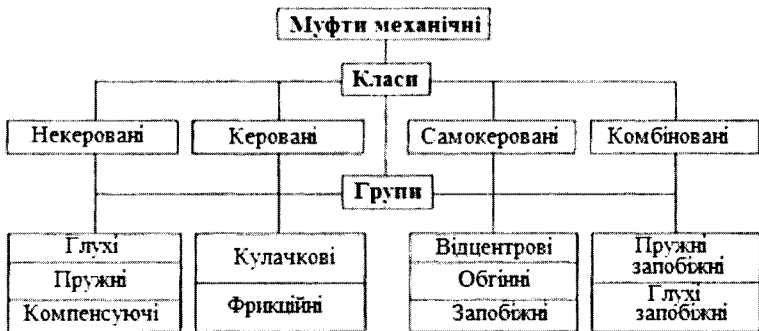 Муфти механічні
Класи
Некеровані
Керовані
Самокеровані
Комбіновані
Групи
Глухі
Пружні
Компенсуючі
Кулачкові
Фрикційні
Відцентрові
Обгінні
Запобіжні
Пружні
запобіжні
Глухі
запобіжні